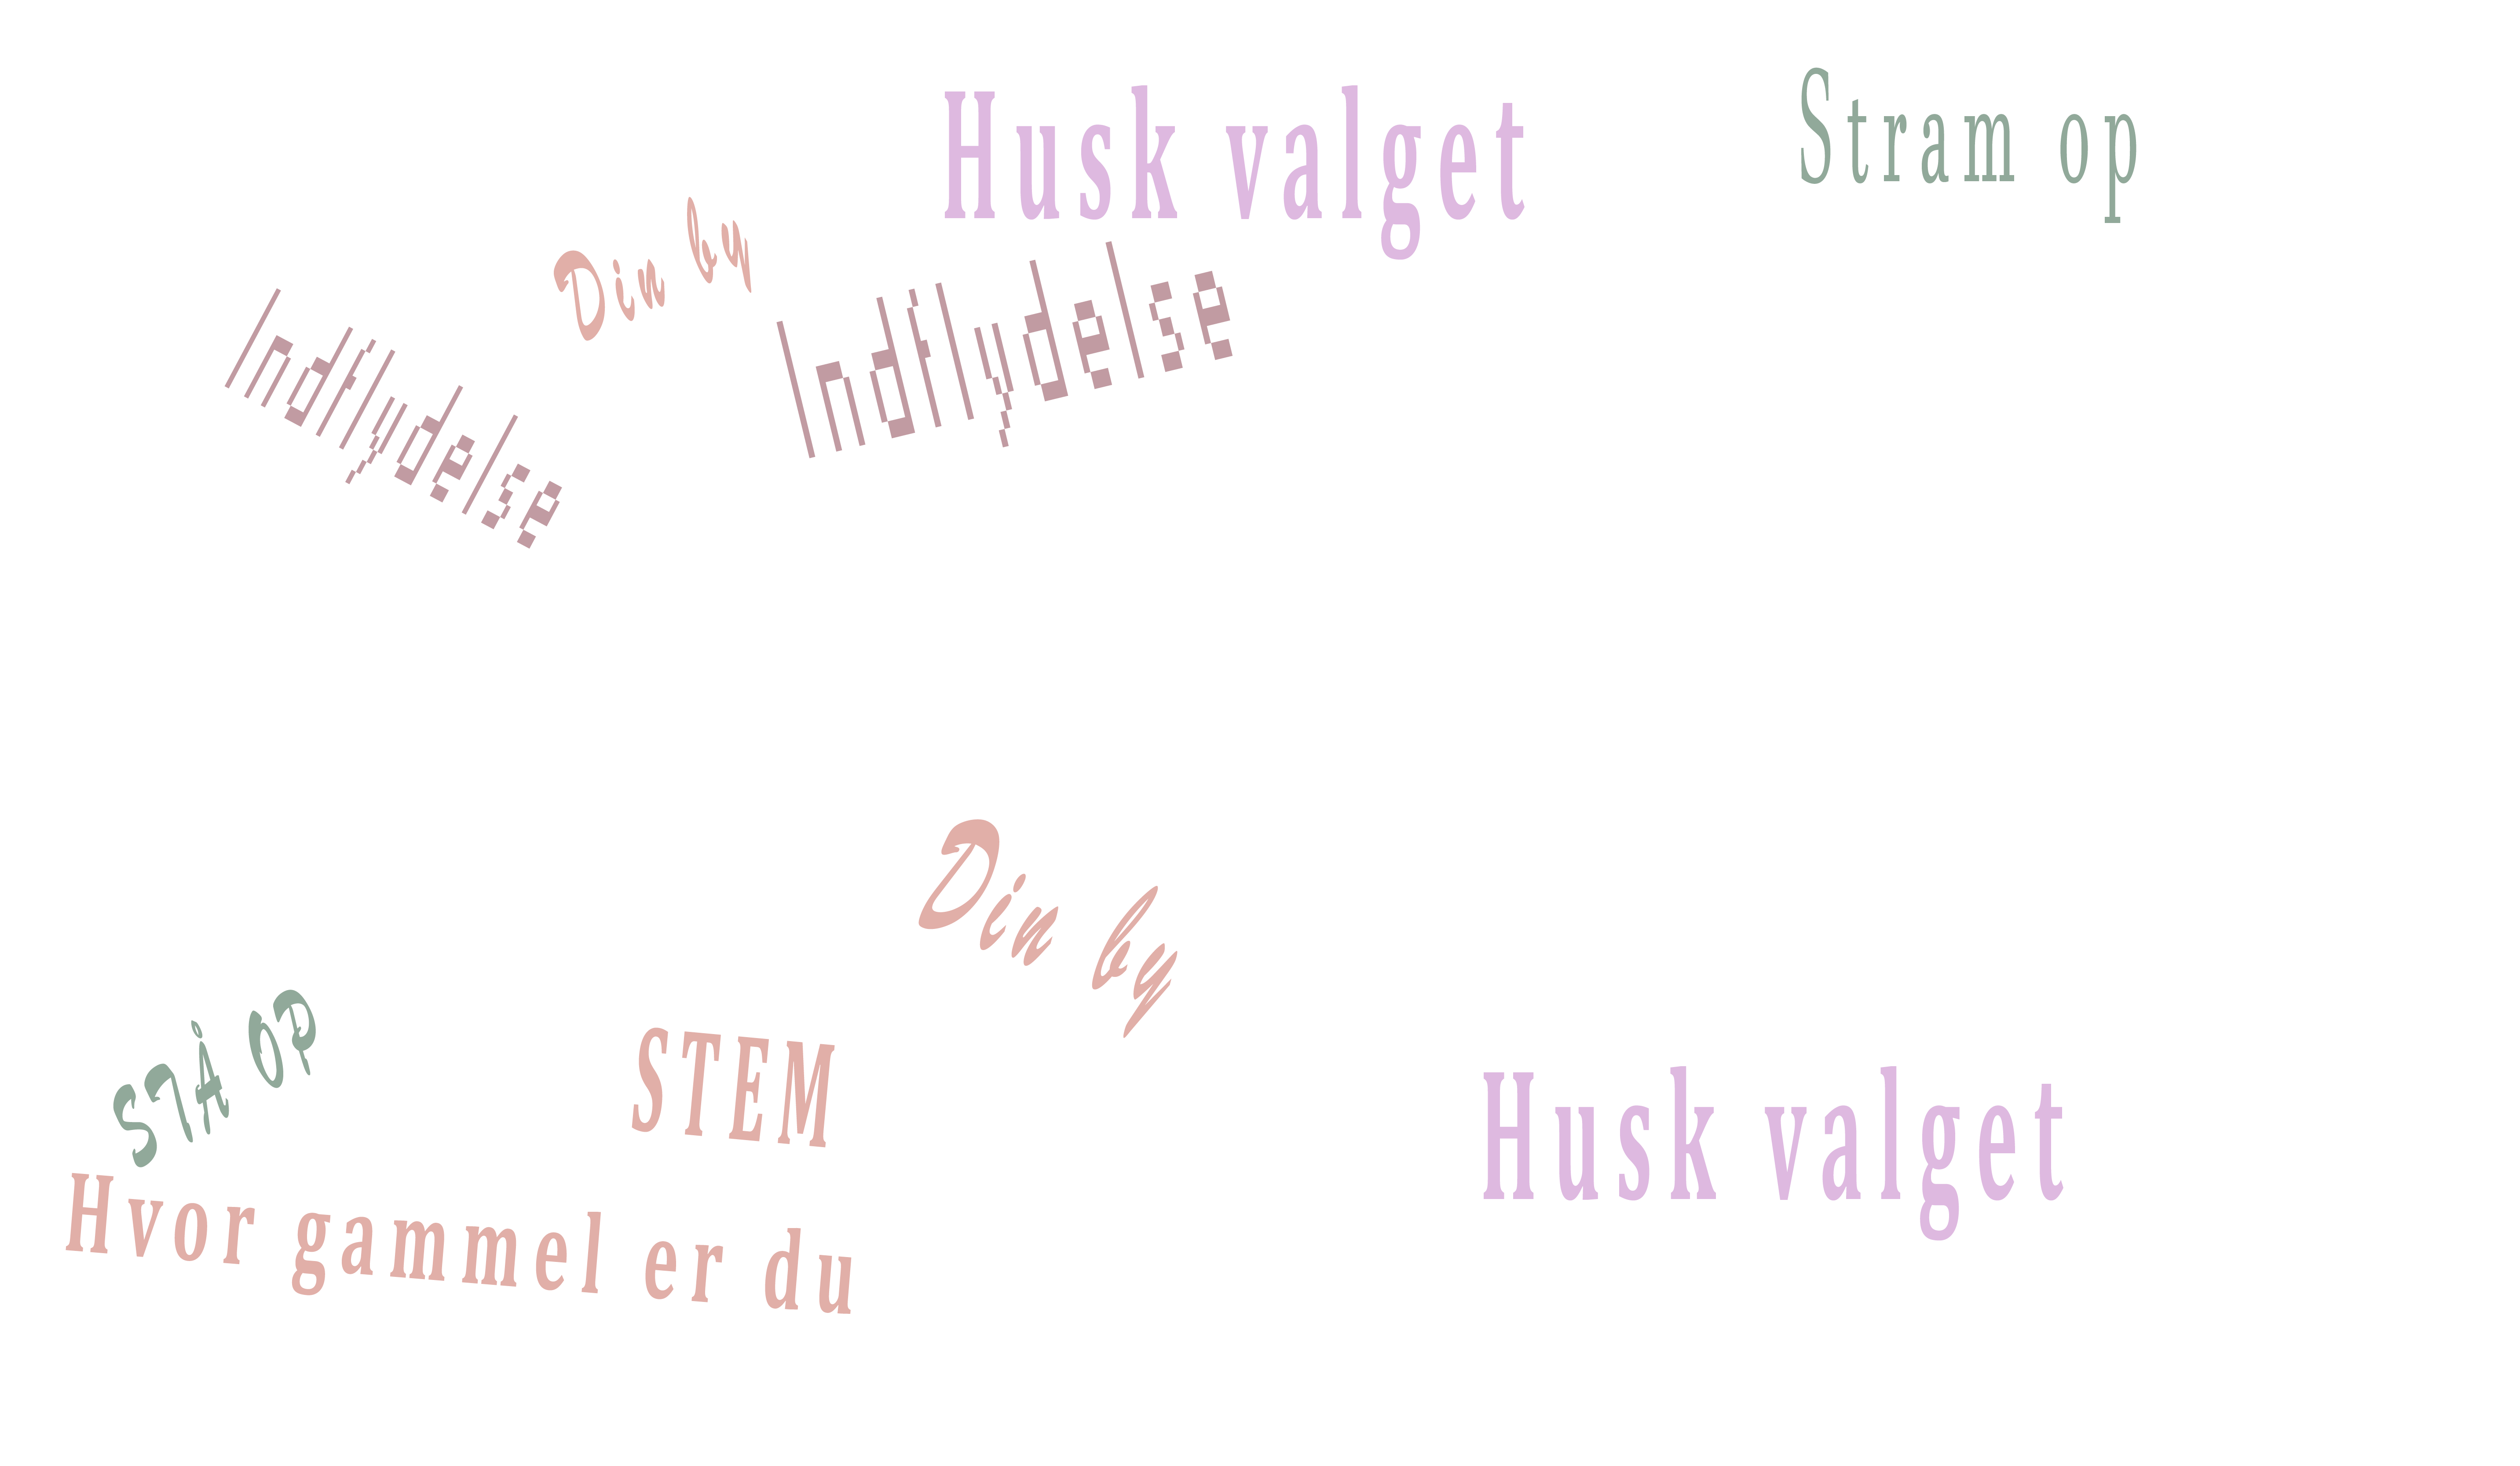 Husk valget
Stram op
Din by
Indflydelse
Indflydelse
Din by
STÅ OP
STEM
Husk valget
Hvor gammel er du